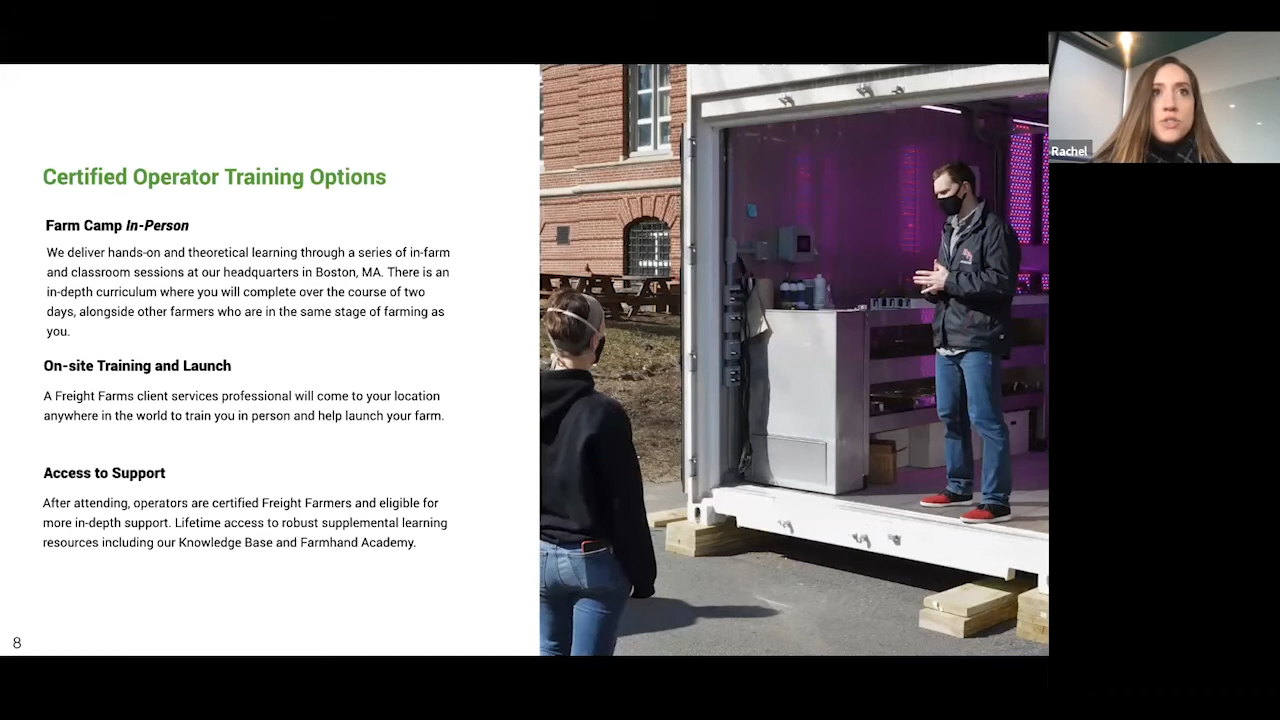 Certified Operator Training Options
Farm Camp In-Person
We deliver hands-on and theoretical learning through a series of in-farm
and classroom sessions at our headquarters in Boston, MA. There is an
in-depth curriculum where you will complete over the course of two
days, alongside other farmers who are in the same stage of farming as
you.
On-site Training and Launch
A Freight Farms client services professional will come to your location
anywhere in the world to train you in person and help launch your farm.
Access to Support
After attending, operators are certified Freight Farmers and eligible for
more in-depth support. Lifetime access to robust supplemental learning
resources including our Knowledge Base and Farmhand Academy.
8
Rachel